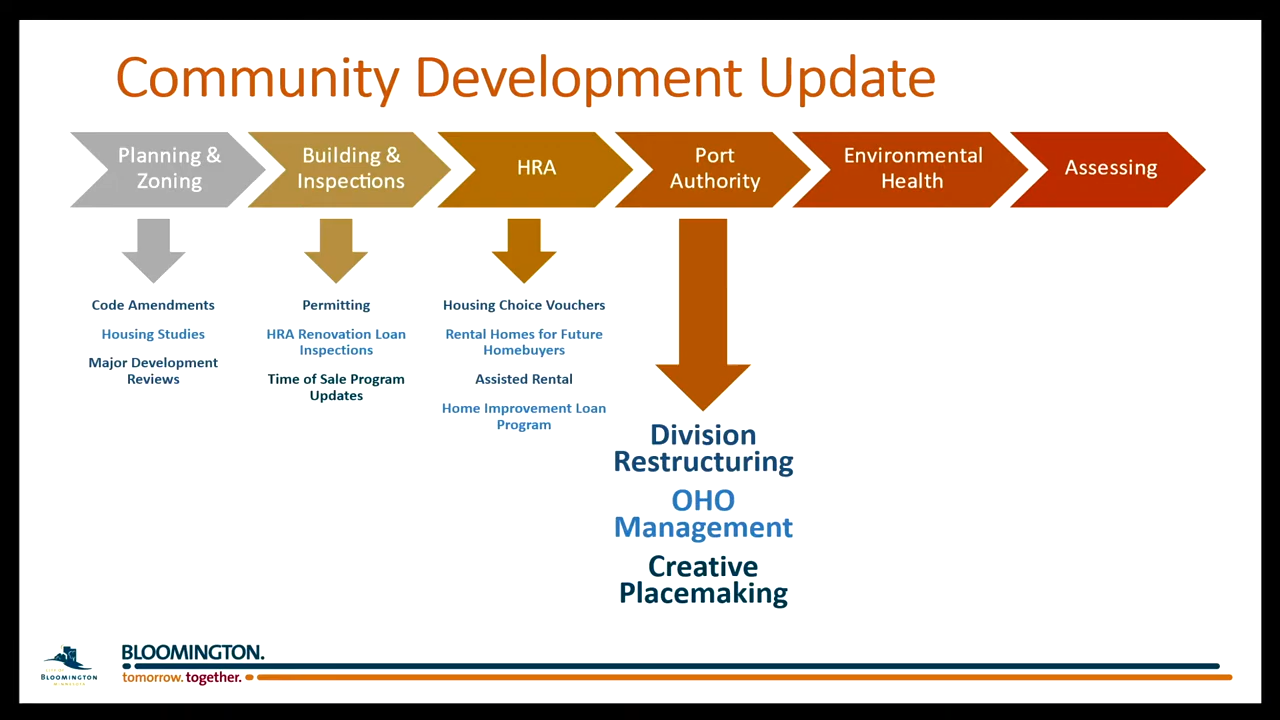 Community Development Update
Planning &
Zoning
Building &
Inspections
HRA
Port
Authority
Environmental
Health
Assessing
Code Amendments
Housing Studies
Major Development
Reviews
Permitting
HRA Renovation Loan
Inspections
Time of Sale Program
Updates
Housing Choice Vouchers
Rental Homes for Future
Homebuyers
Assisted Rental
Home Improvement Loan
Program
Division
Restructuring
OHO
Management
Creative
Placemaking
BLOOMINGTON
BLOOMINGTON.
tomorrow. together.